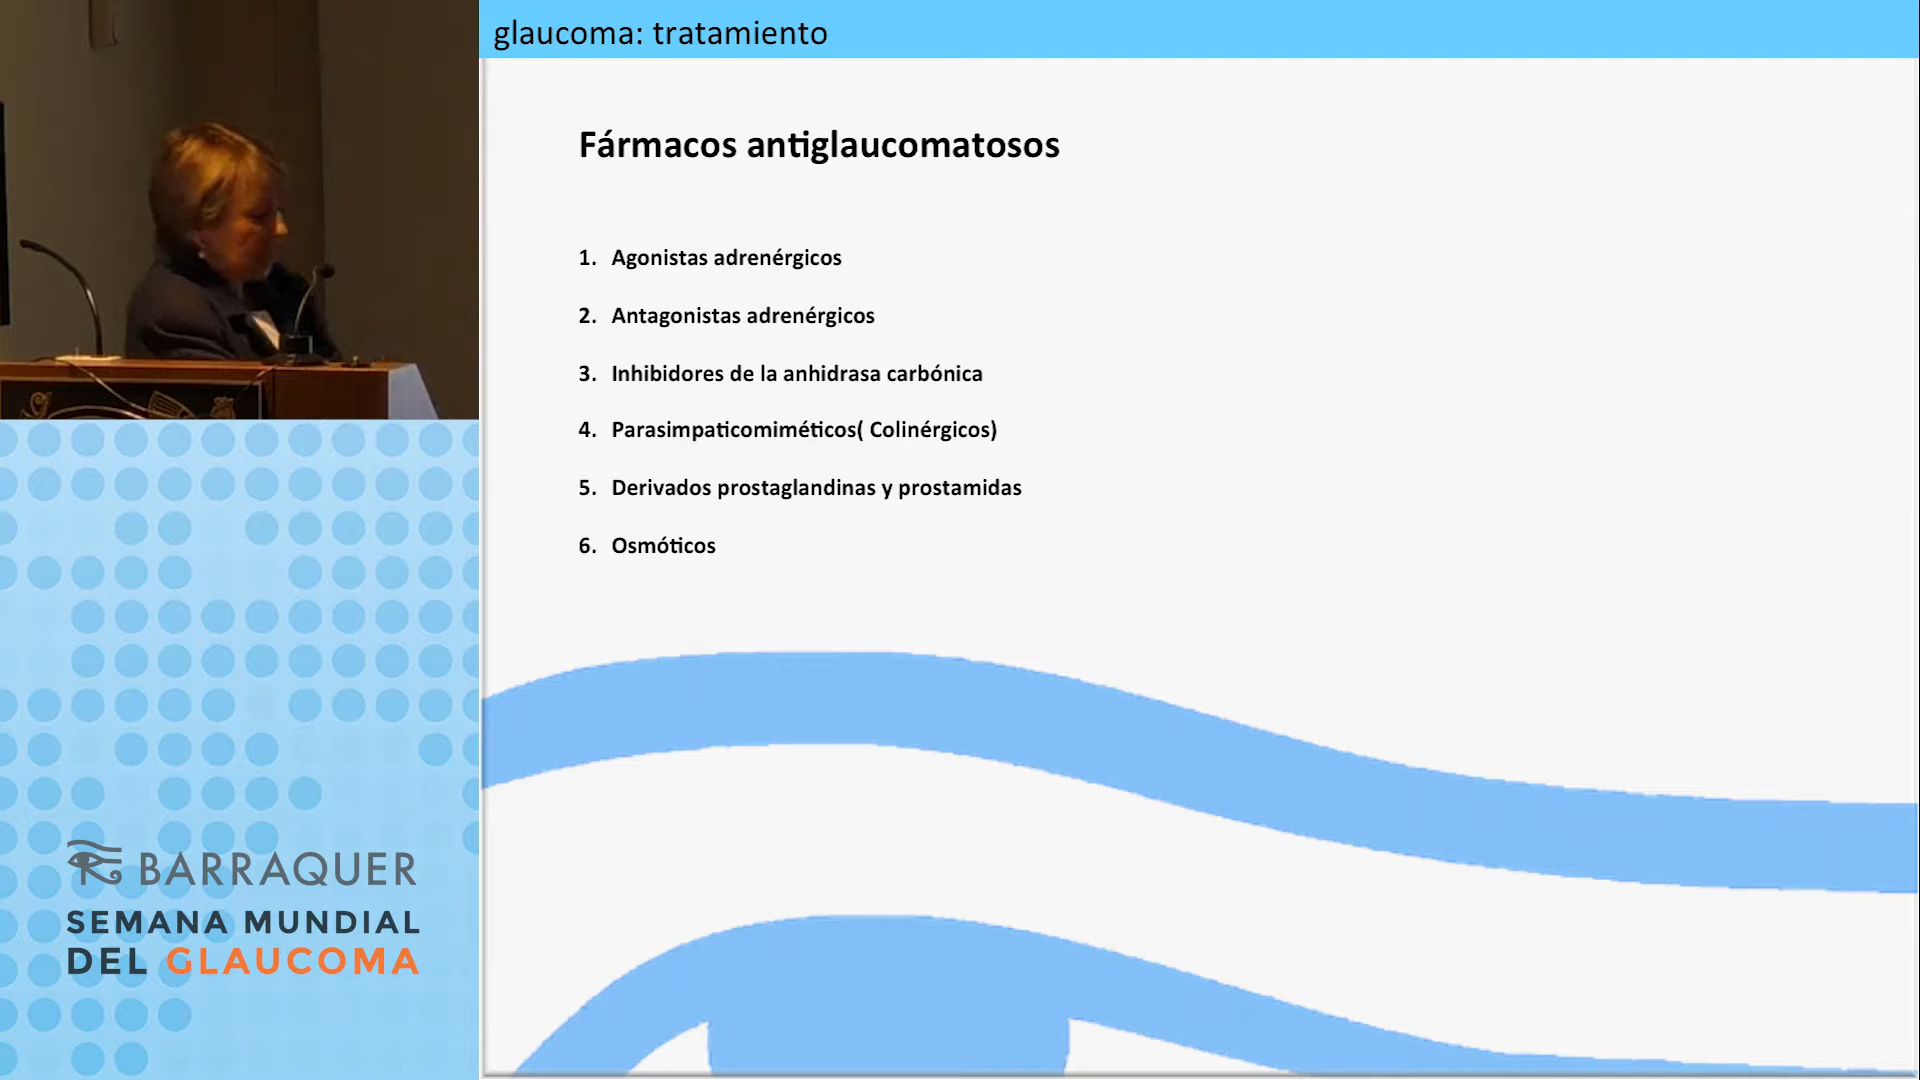 glaucoma: tratamiento
Fármacos antiglaucomatosos
1. Agonistas adrenérgicos
2. Antagonistas adrenérgicos
3. Inhibidores de la anhidrasa carbónica
4. Parasimpaticomiméticos( Colinérgicos)
5. Derivados prostaglandinas y prostamidas
6. Osmóticos
BARRAQUER
SEMANA MUNDIAL
DEL GLAUCOMA